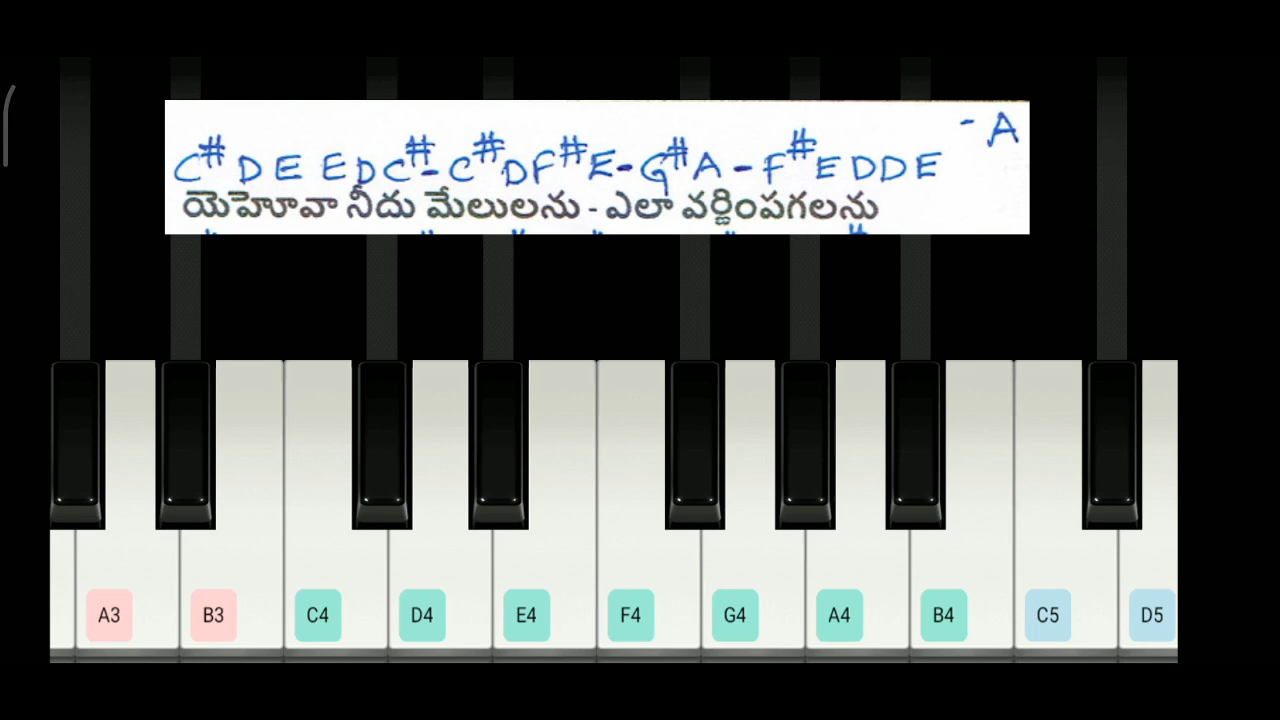 - A
C# D E E D C# - C# D F# E - G# A - F# E D D E
యెహెూవా నీదు మేలులను - ఎలా వర్ణింపగలను
A3 B3 C4 D4 E4 F4 G4 A4 B4 C5 D5